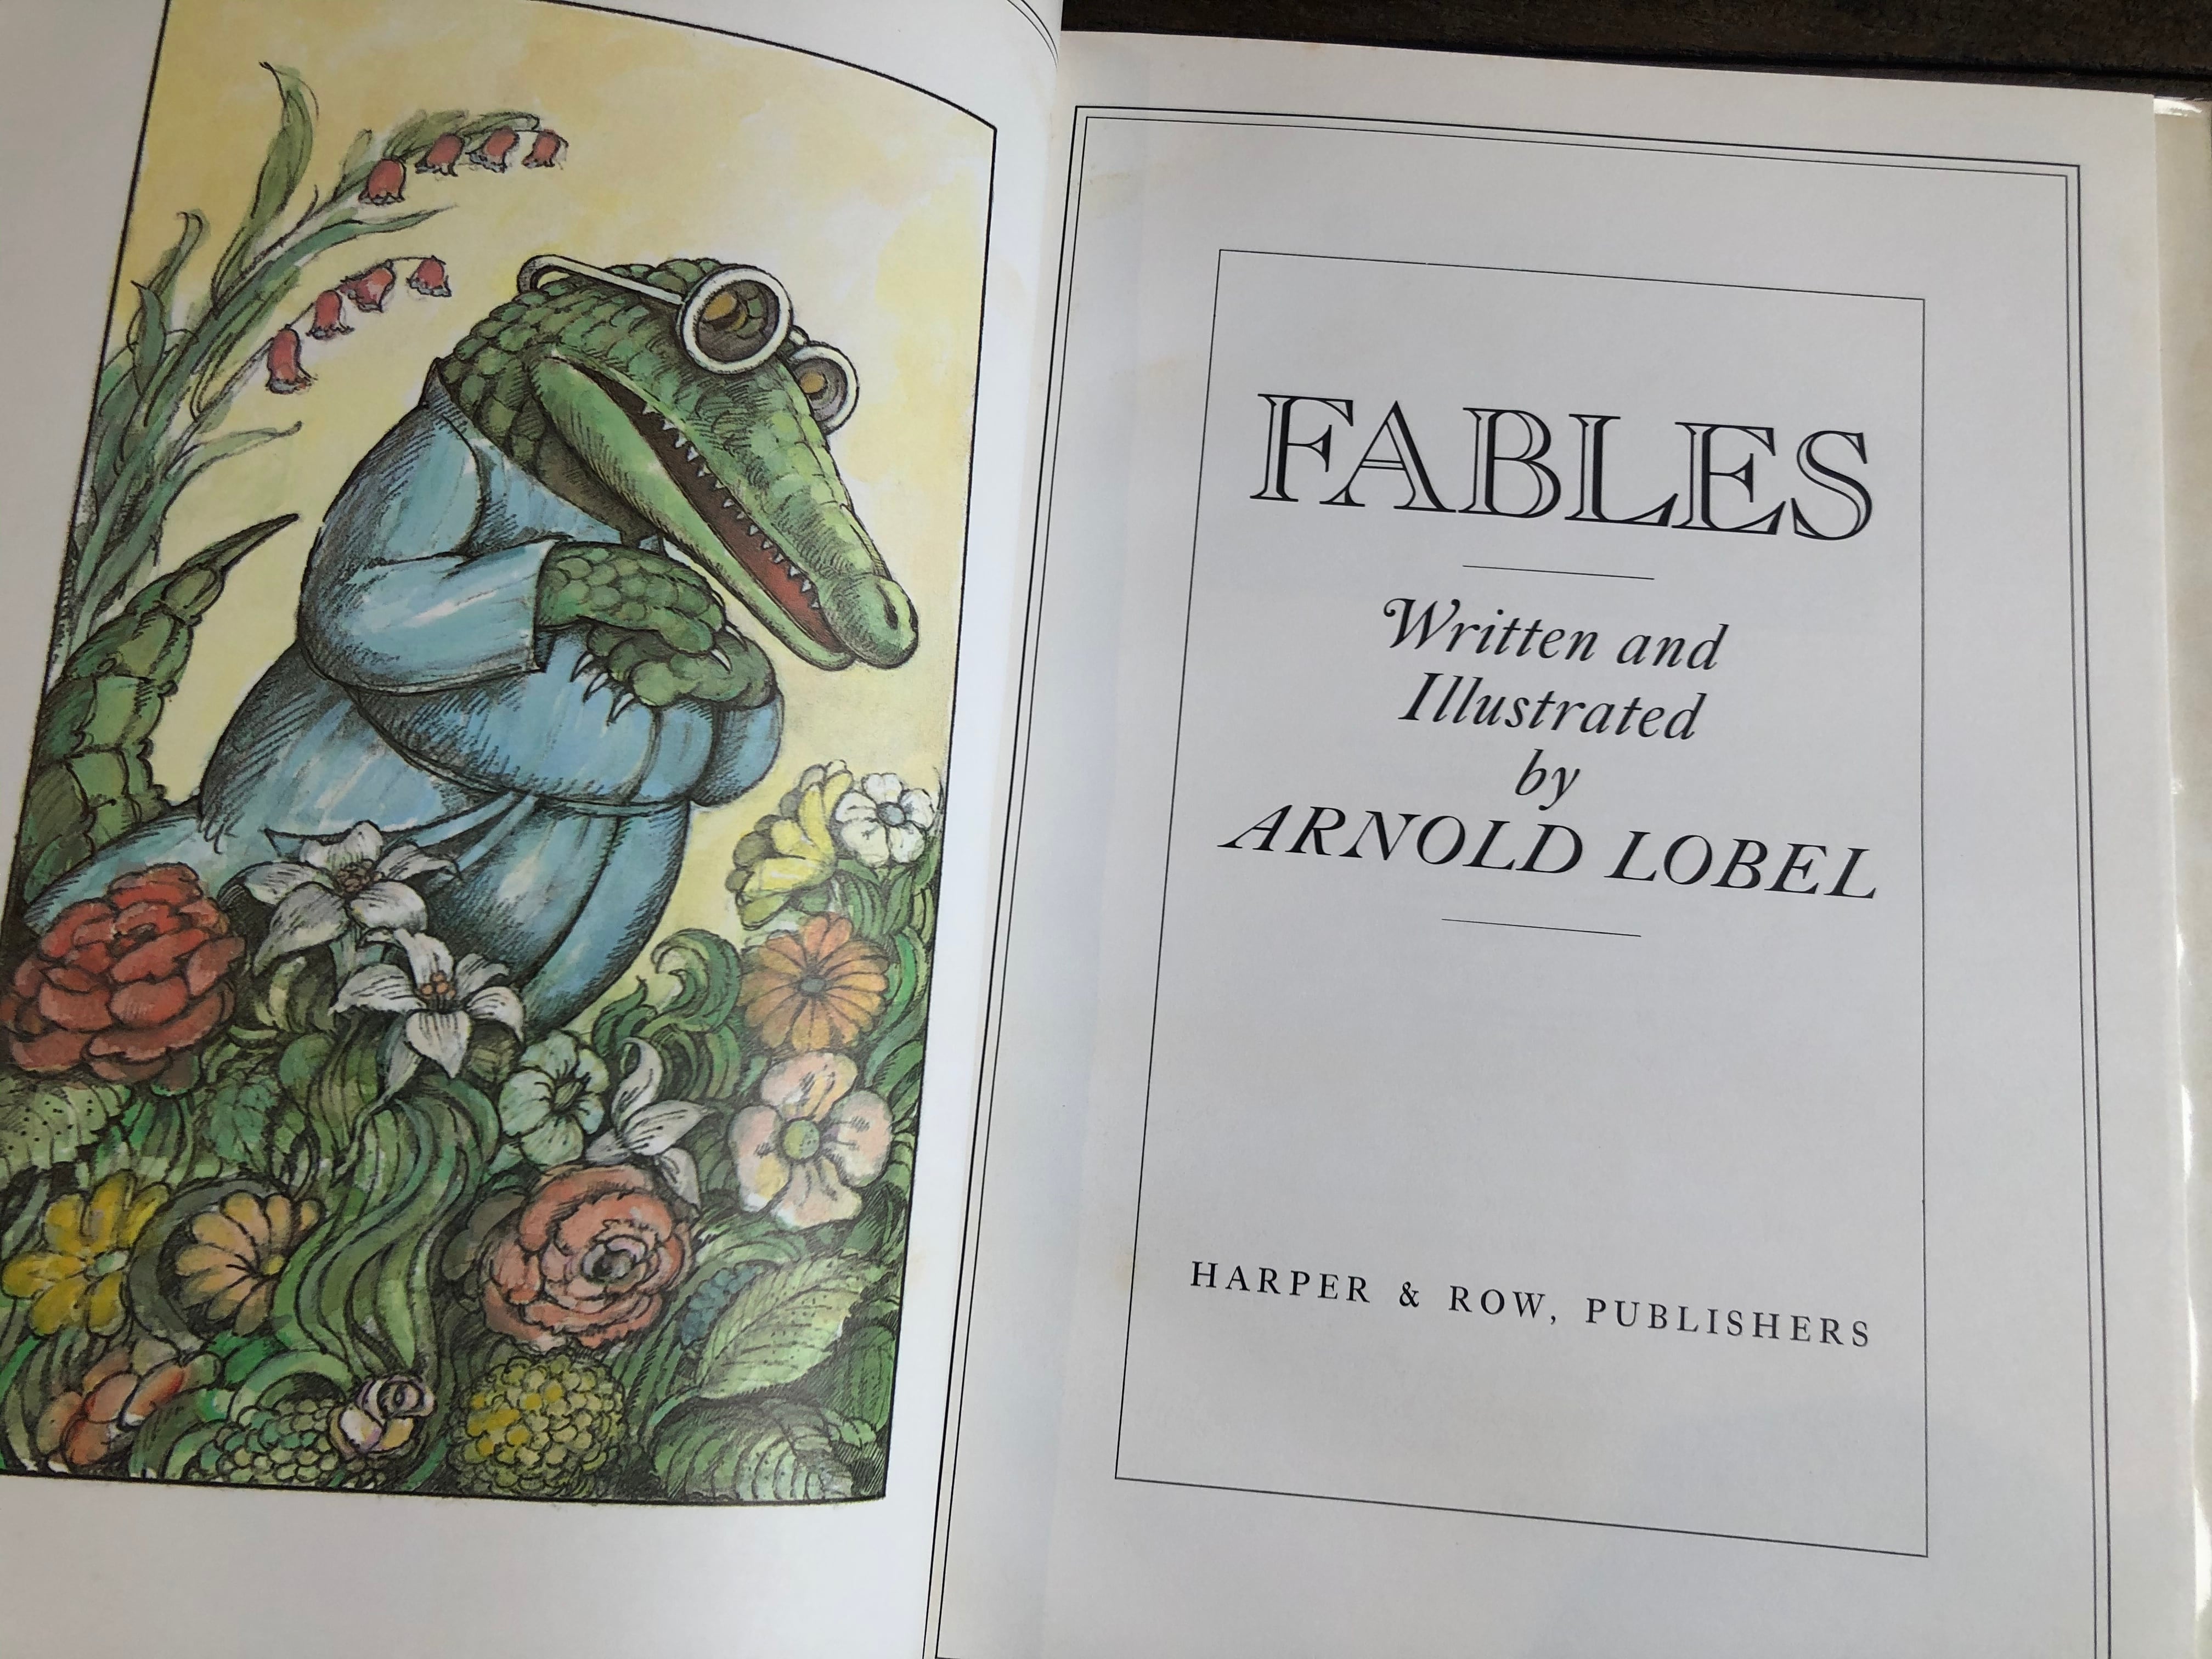 FABLES
Written and
Illustrated
by
ARNOLD LOBEL
HARPER & ROW, PUBLISHERS